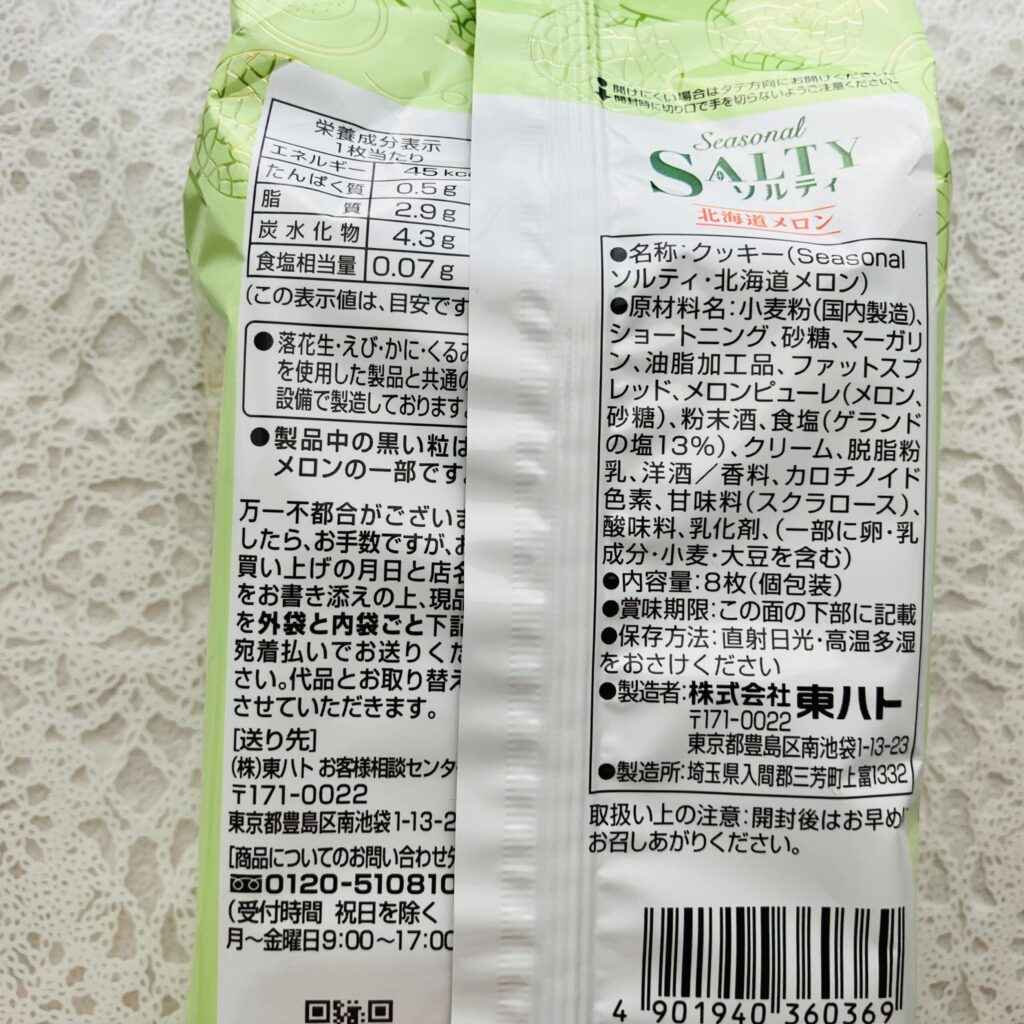 栄養成分表示
1枚当たり
エネルギー 45 kc
たんぱく質 0.5g
脂質 2.9g
炭水化物 4.3g
食塩相当量 0.07g
(この表示値は、目安です
●落花生・えび・かに・くるみ
を使用した製品と共通の
設備で製造しております。
●製品中の黒い粒は
メロンの一部です。
万一不都合がございま
したら、お手数ですが、お
買い上げの月日と店名
をお書き添えの上、現品
を外袋と内袋ごと下記
宛着払いでお送りくだ
さい。代品とお取り替え
させていただきます。
[送り先]
(株)東ハト お客様相談センタ
〒171-0022
東京都豊島区南池袋1-13-2
[商品についてのお問い合わせ先
0120-510810
(受付時間 祝日を除く
月〜金曜日9:00〜17:00
開けにくい場合はタテ方向にお開けください。
開封時に切り口で手を切らないようご注意ください。
Seasonal
SALTY
ソルティ
北海道メロン
●名称:クッキー(Seasonal
ソルティ・北海道メロン)
●原材料名:小麦粉(国内製造)、
ショートニング、砂糖、マーガリ
ン、油脂加工品、ファットスプ
レッド、メロンピューレ(メロン、
砂糖)、粉末酒、食塩(ゲランド
の塩13%)、クリーム、脱脂粉
乳、洋酒/香料、カロチノイド
色素、甘味料(スクラロース)、
酸味料、乳化剤、(一部に卵・乳
成分・小麦・大豆を含む)
●内容量:8枚(個包装)
●賞味期限:この面の下部に記載
●保存方法:直射日光・高温多湿
をおさけください
●製造者:株式会社東ハト
〒171-0022
東京都豊島区南池袋1-13-23
●製造所:埼玉県入間郡三芳町上富1332
取扱い上の注意:開封後はお早めに
お召しあがりください。
4 901940 360369